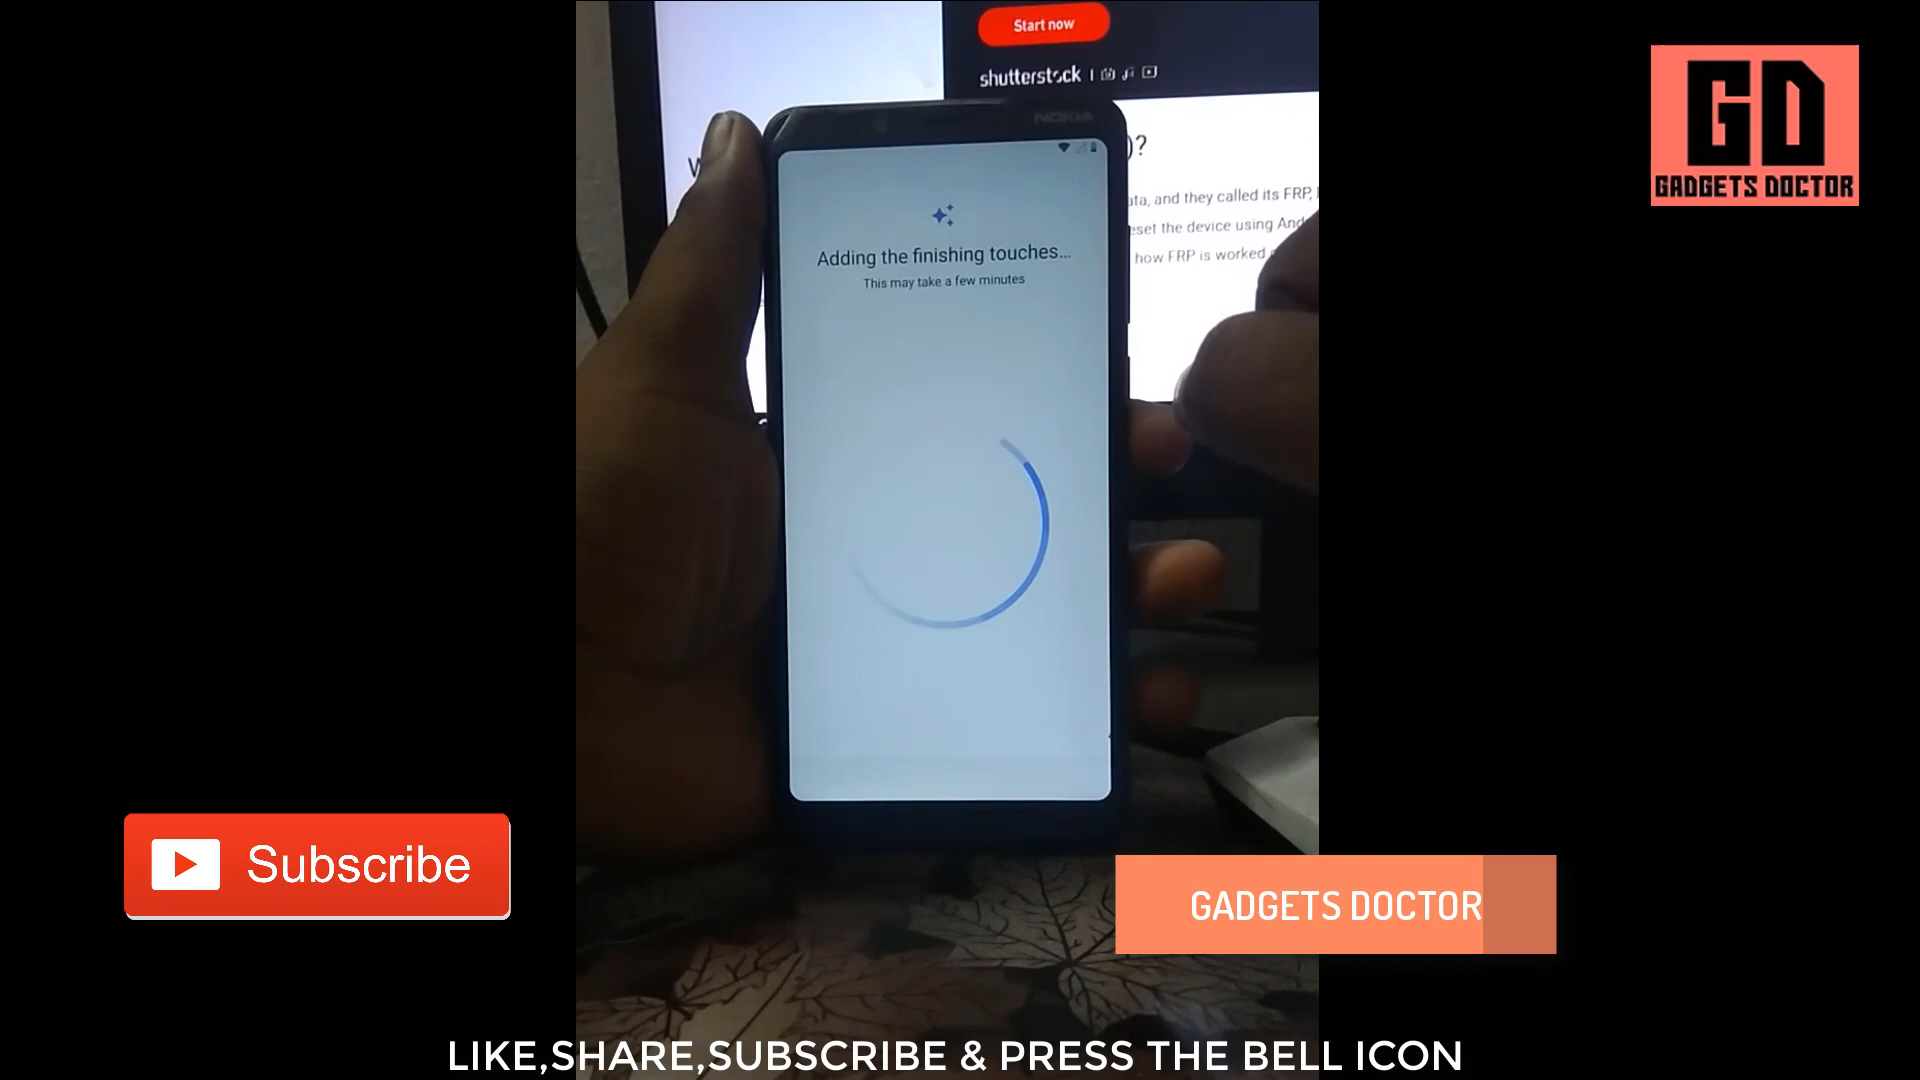 Start now
shutterstock
GD
GADGETS DOCTOR
NOKIA
)?
Adding the finishing touches...
This may take a few minutes
ata, and they called its FRP,
eset the device using And
how FRP is worked
Subscribe
GADGETS DOCTOR
LIKE,SHARE,SUBSCRIBE & PRESS THE BELL ICON